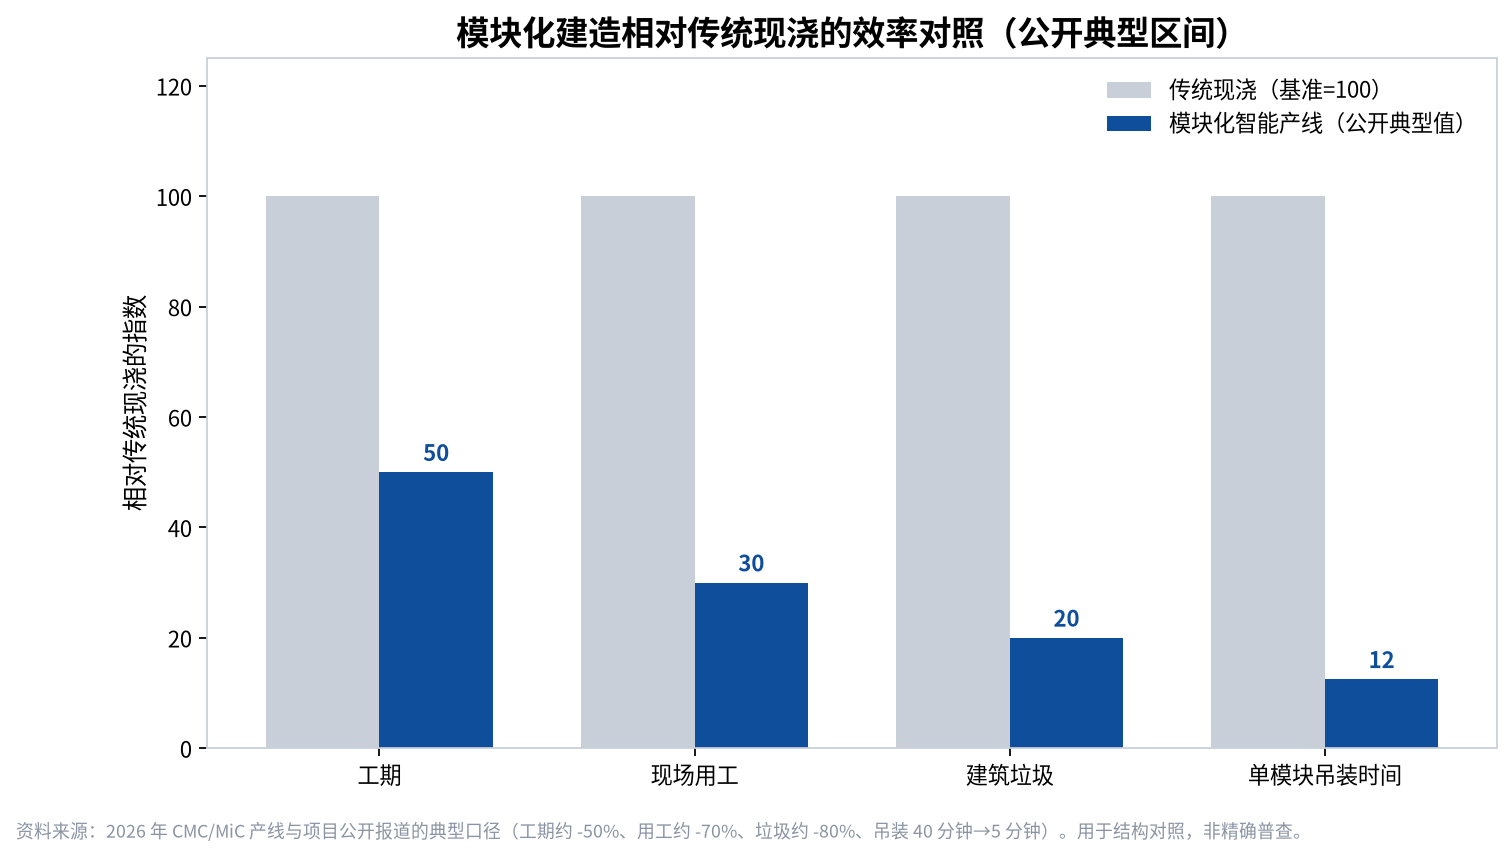 模块化建造相对传统现浇的效率对照（公开典型区间）
传统现浇（基准=100）
模块化智能产线（公开典型值）
相对传统现浇的指数
120
100
80
60
40
20
0
50
30
20
12
工期
现场用工
建筑垃圾
单模块吊装时间
资料来源：2026 年 CMC/MiC 产线与项目公开报道的典型口径（工期约 -50%、用工约 -70%、垃圾约 -80%、吊装 40 分钟→5 分钟）。用于结构对照，非精确普查。